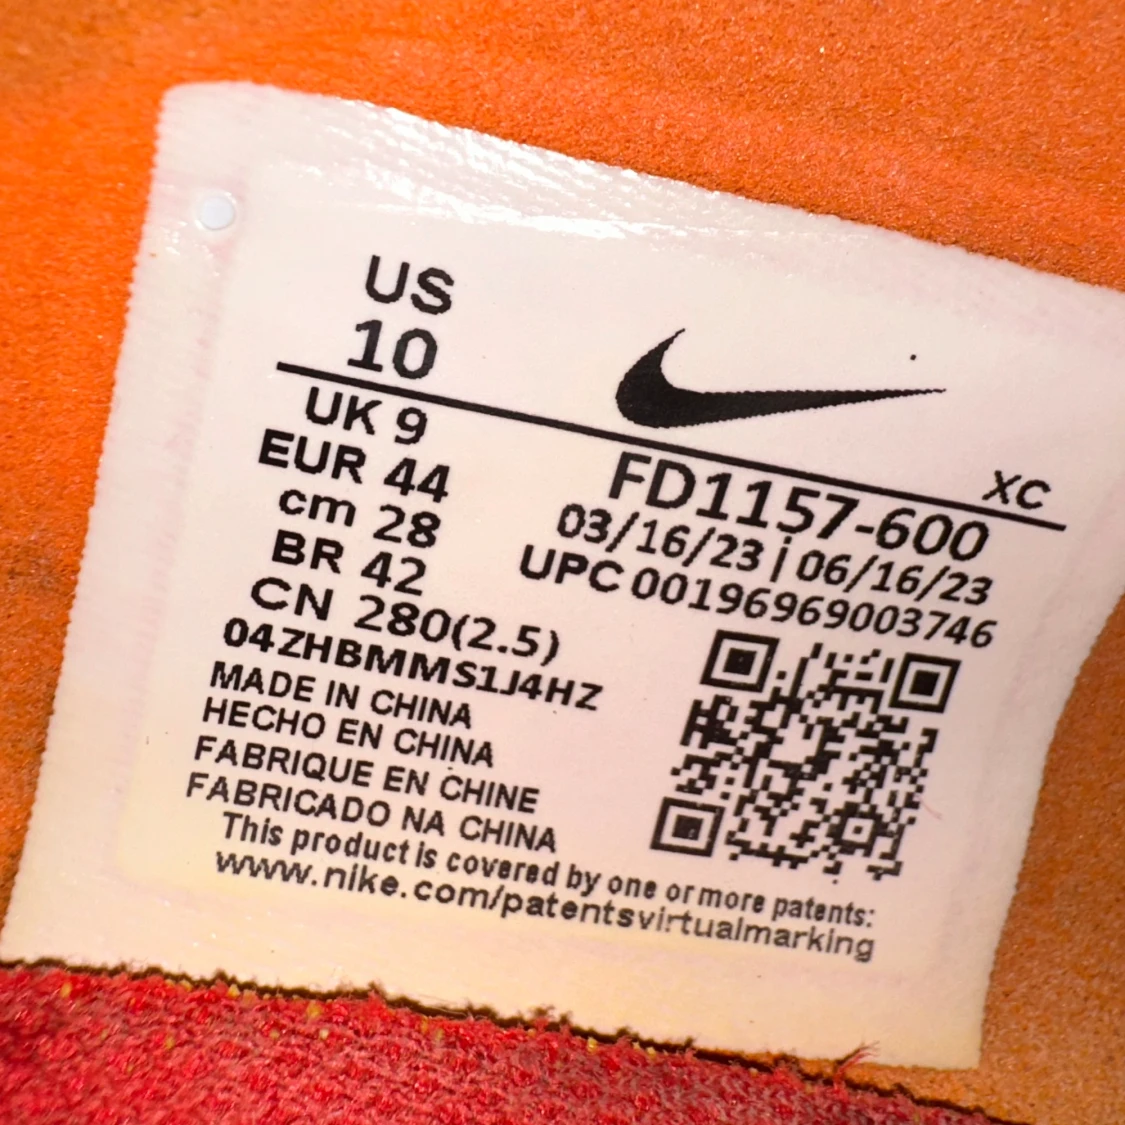 US
10
UK 9
EUR 44
cm 28
BR 42
CN 280(2.5)
04ZHBMMS1J4HZ
XC
FD1157-600
03/16/23 | 06/16/23
UPC 00196969003746
MADE IN CHINA
HECHO EN CHINA
FABRIQUE EN CHINE
FABRICADO NA CHINA
This product is covered by one or more patents:
www.nike.com/patentsvirtualmarking